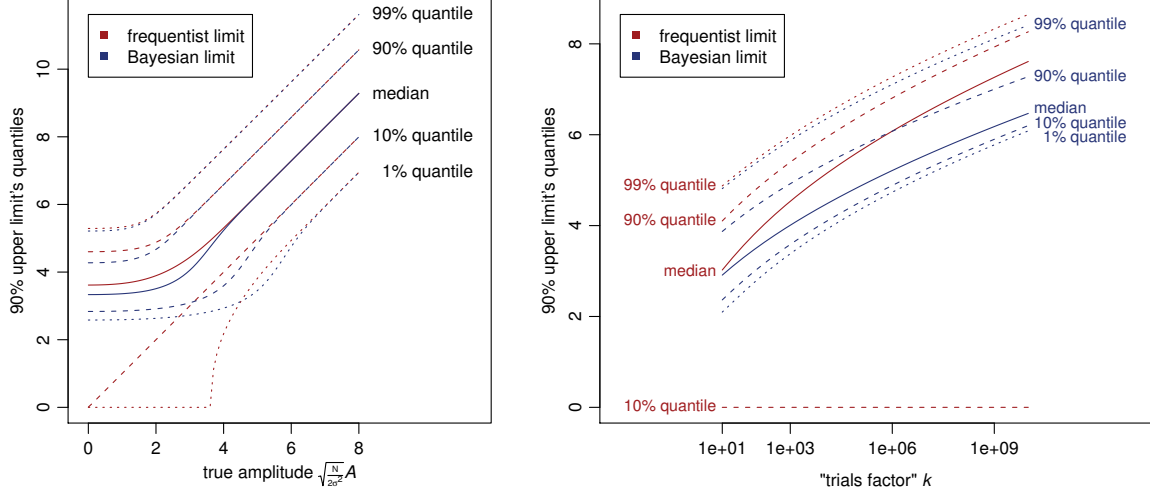 90% upper limit's quantiles
0 2 4 6 8 10
frequentist limit
Bayesian limit
99% quantile
90% quantile
median
10% quantile
1% quantile
0 2 4 6 8
true amplitude √(N/2σ²) A
90% upper limit's quantiles
0 2 4 6 8
frequentist limit
Bayesian limit
99% quantile
90% quantile
median
10% quantile
1% quantile
99% quantile
90% quantile
median
10% quantile
1e+01 1e+03 1e+06 1e+09
"trials factor" k